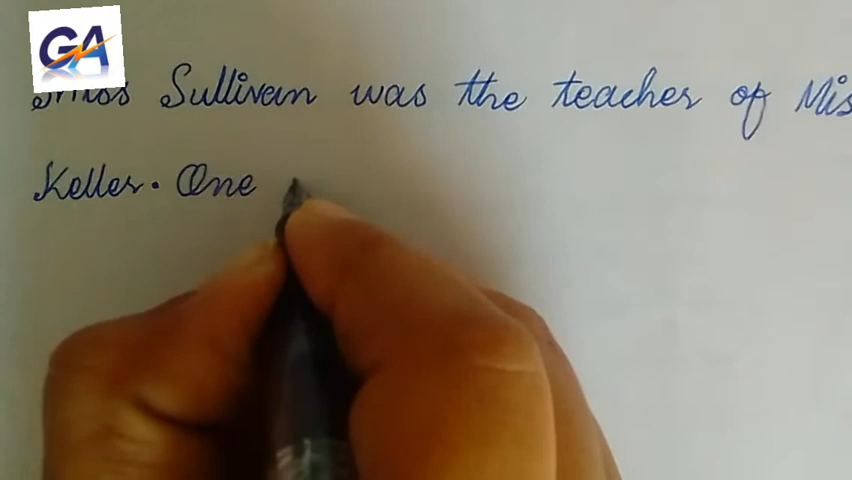 GA
Miss Sullivan was the teacher of Mis
Keller. One